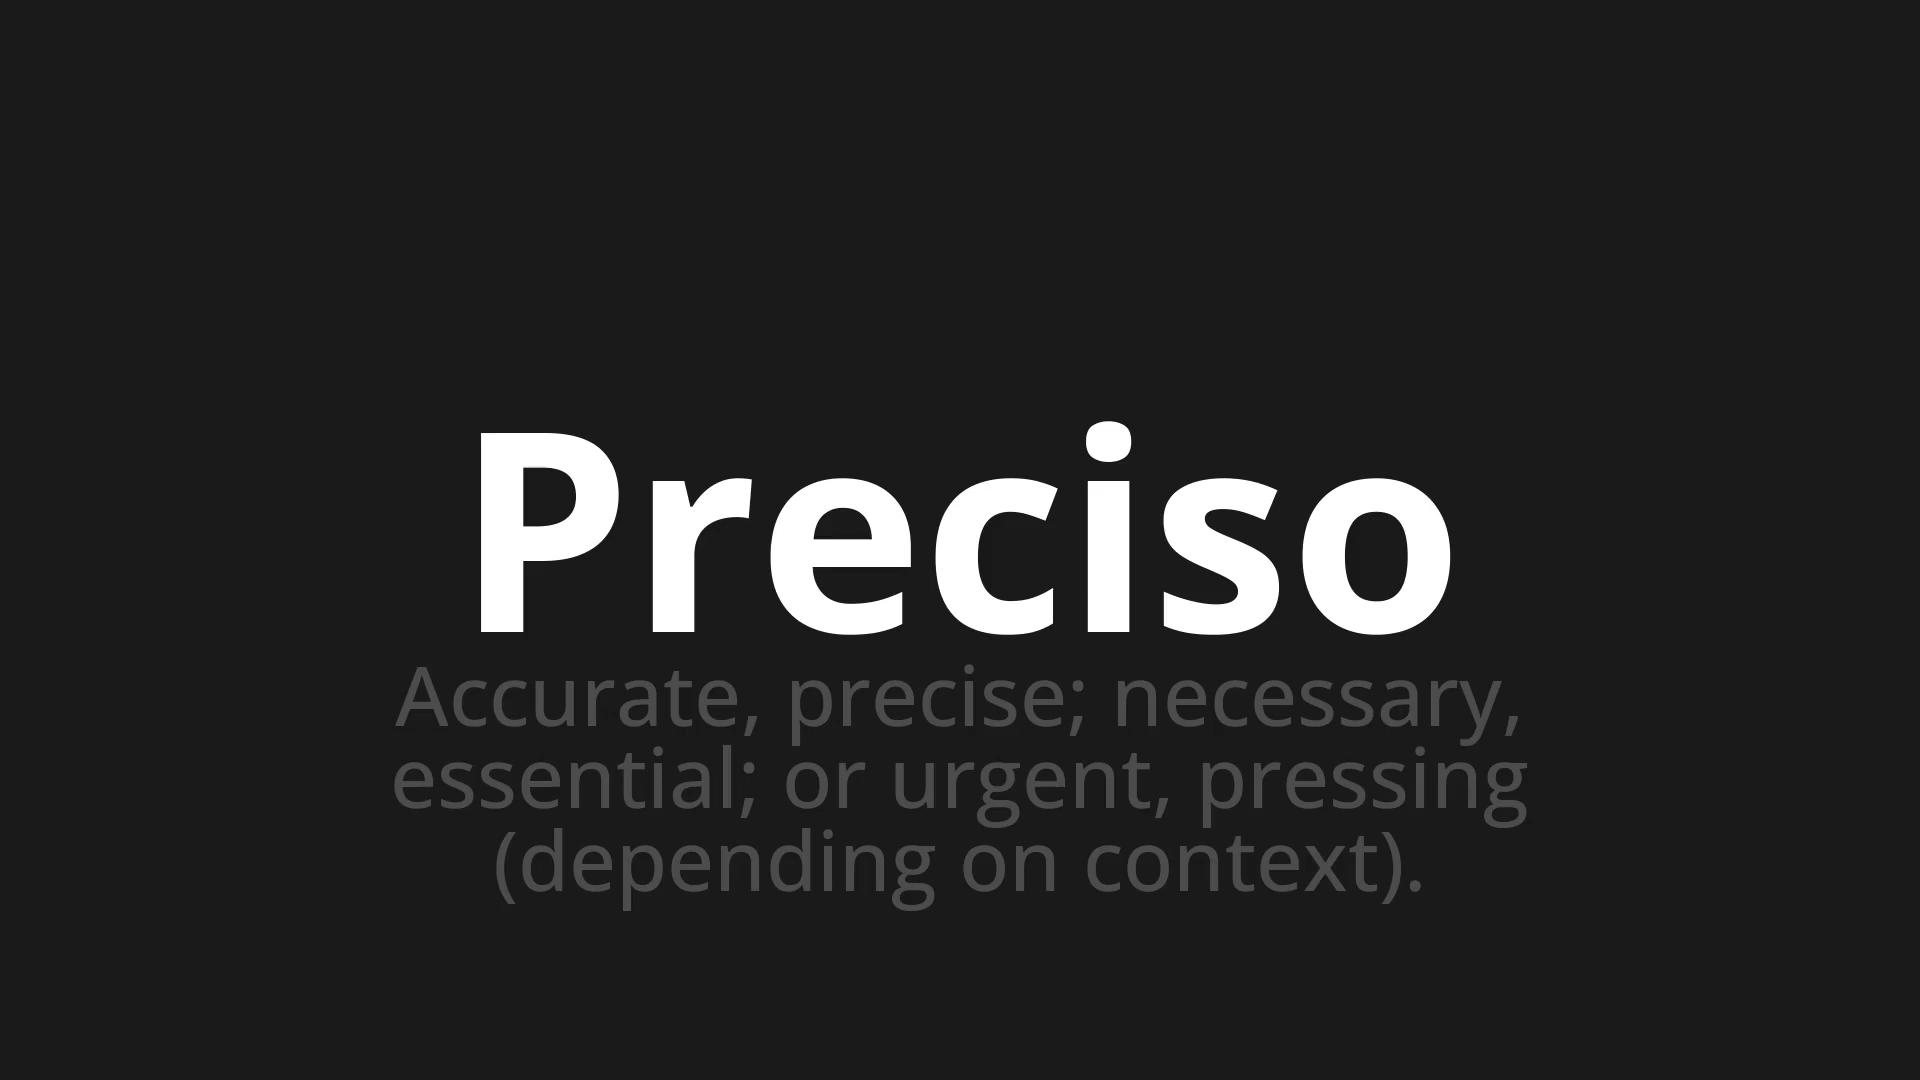 Preciso
Accurate, precise; necessary,
essential; or urgent, pressing
(depending on context).